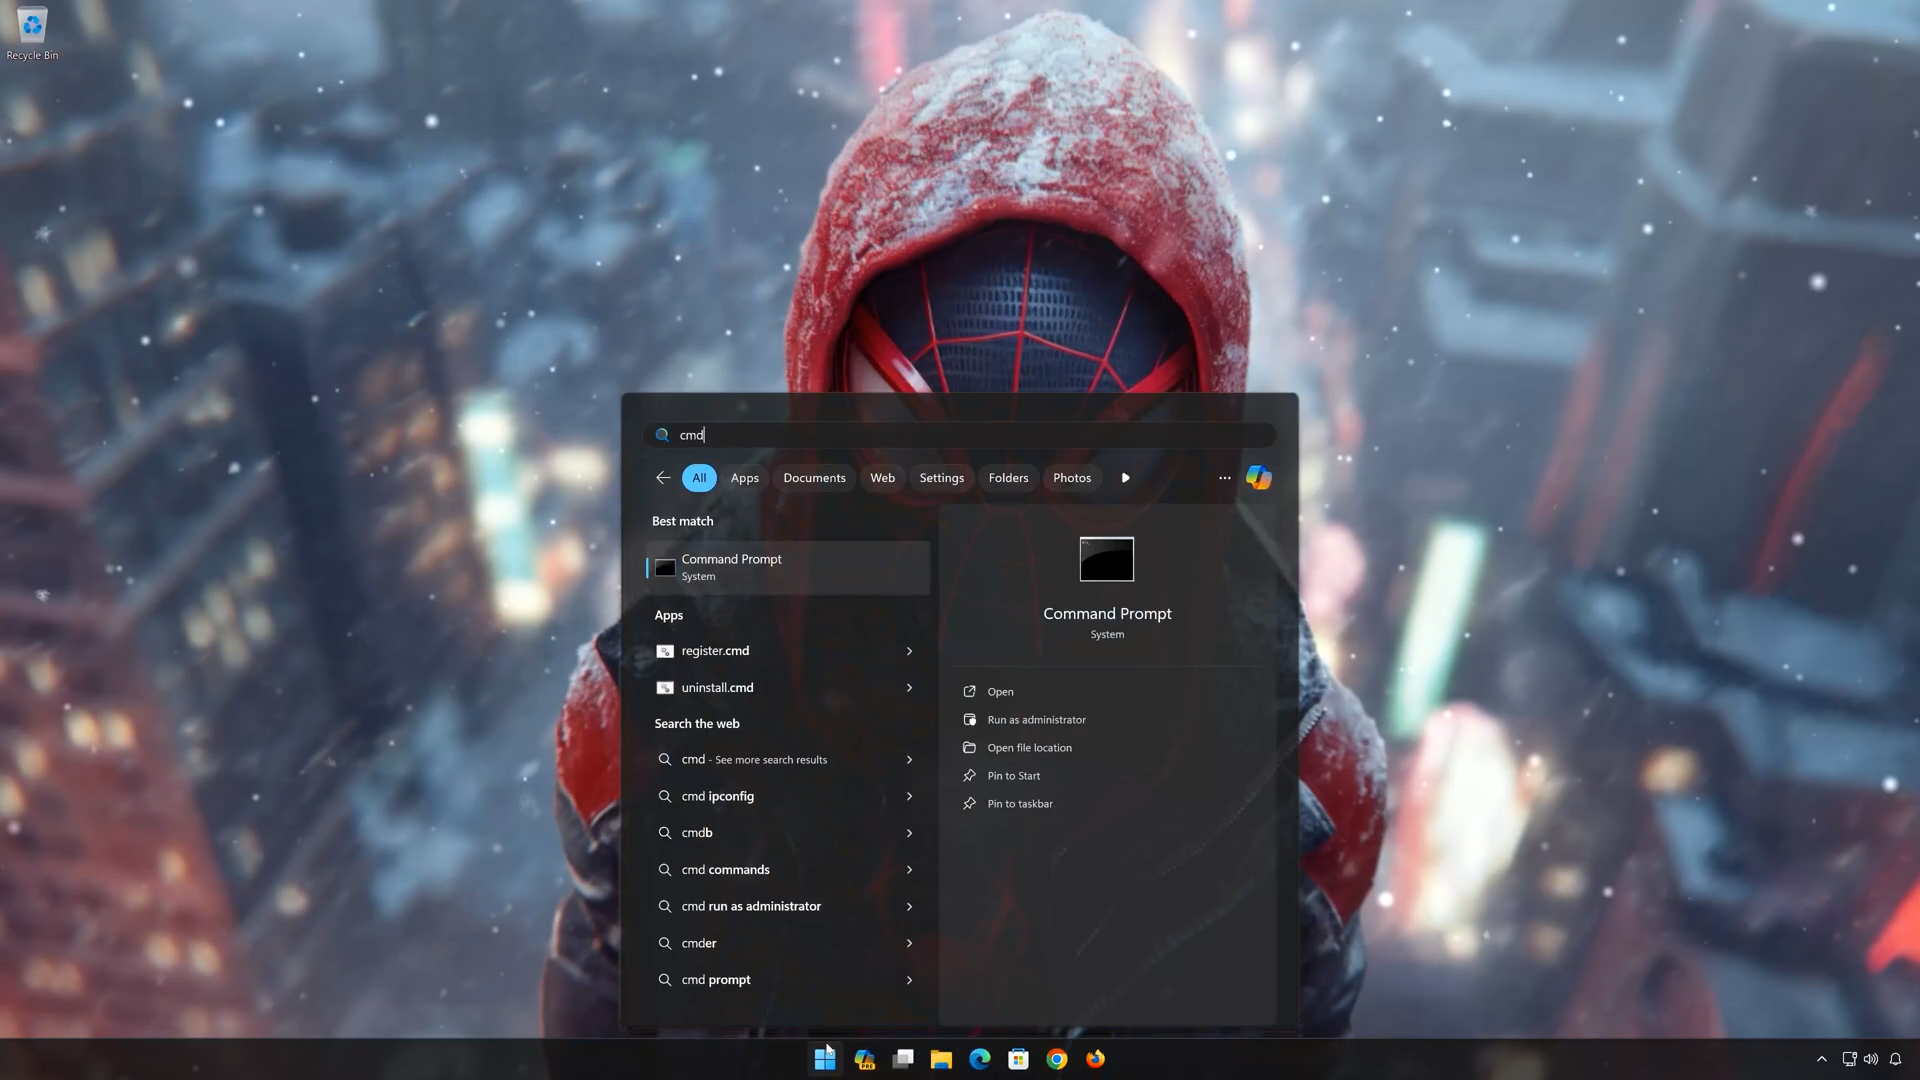 Recycle Bin
cmd
All Apps Documents Web Settings Folders Photos
Best match
Command Prompt
System
Apps
register.cmd
uninstall.cmd
Search the web
cmd - See more search results
cmd ipconfig
cmdb
cmd commands
cmd run as administrator
cmder
cmd prompt
Command Prompt
System
Open
Run as administrator
Open file location
Pin to Start
Pin to taskbar
PRE